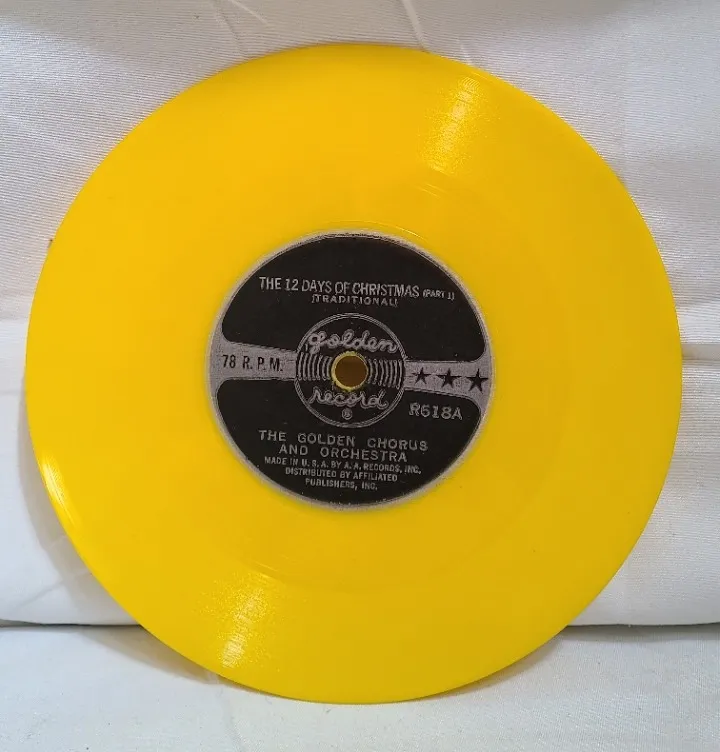 THE 12 DAYS OF CHRISTMAS (PART 1)
(TRADITIONAL)
golden
78 R.P.M. ★★★
record
®
R618A
THE GOLDEN CHORUS
AND ORCHESTRA
MADE IN U.S.A. BY A.A. RECORDS, INC.
DISTRIBUTED BY AFFILIATED
PUBLISHERS, INC.